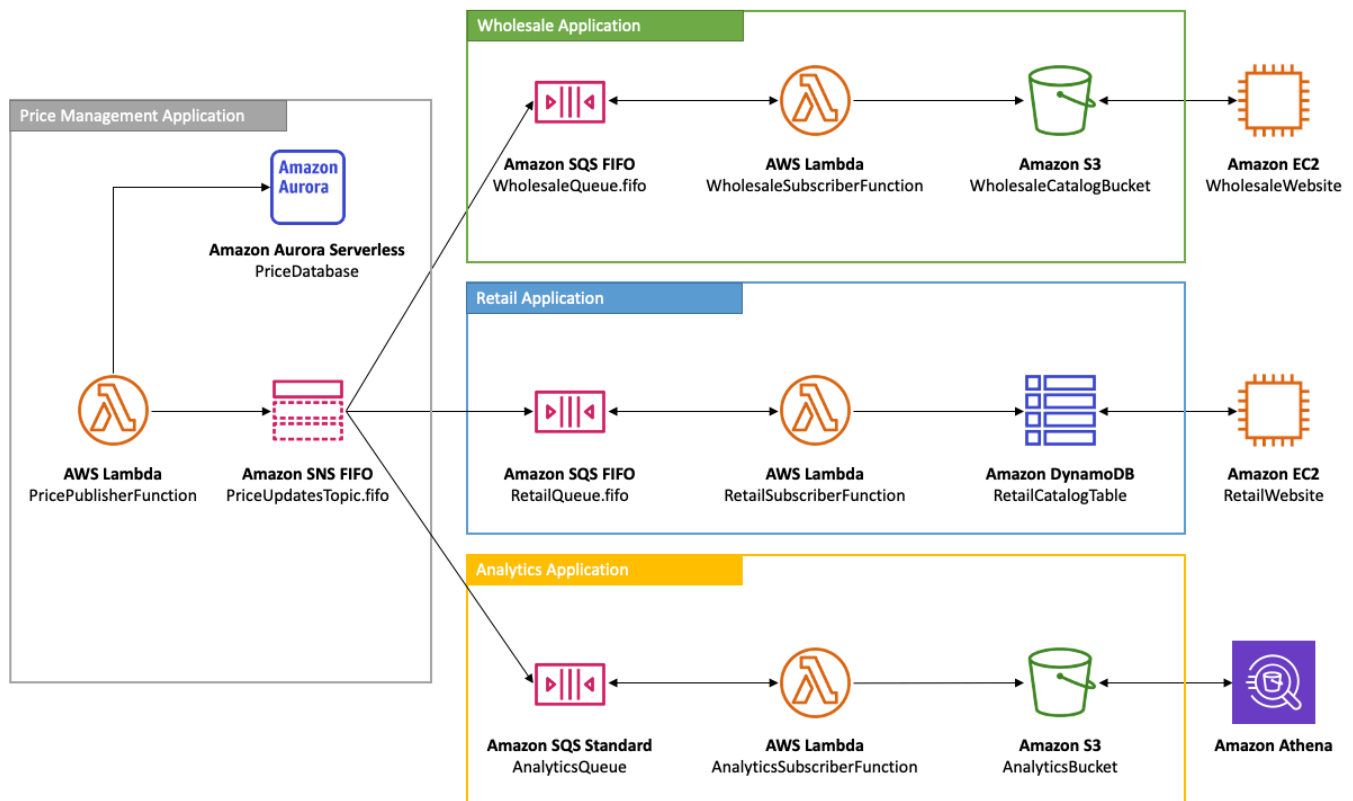 Wholesale Application
Amazon SQS FIFO
WholesaleQueue.fifo
AWS Lambda
WholesaleSubscriberFunction
Amazon S3
WholesaleCatalogBucket
Amazon EC2
WholesaleWebsite
Price Management Application
Amazon
Aurora
Amazon Aurora Serverless
PriceDatabase
AWS Lambda
PricePublisherFunction
Amazon SNS FIFO
PriceUpdatesTopic.fifo
Retail Application
Amazon SQS FIFO
RetailQueue.fifo
AWS Lambda
RetailSubscriberFunction
Amazon DynamoDB
RetailCatalogTable
Amazon EC2
RetailWebsite
Analytics Application
Amazon SQS Standard
AnalyticsQueue
AWS Lambda
AnalyticsSubscriberFunction
Amazon S3
AnalyticsBucket
Amazon Athena